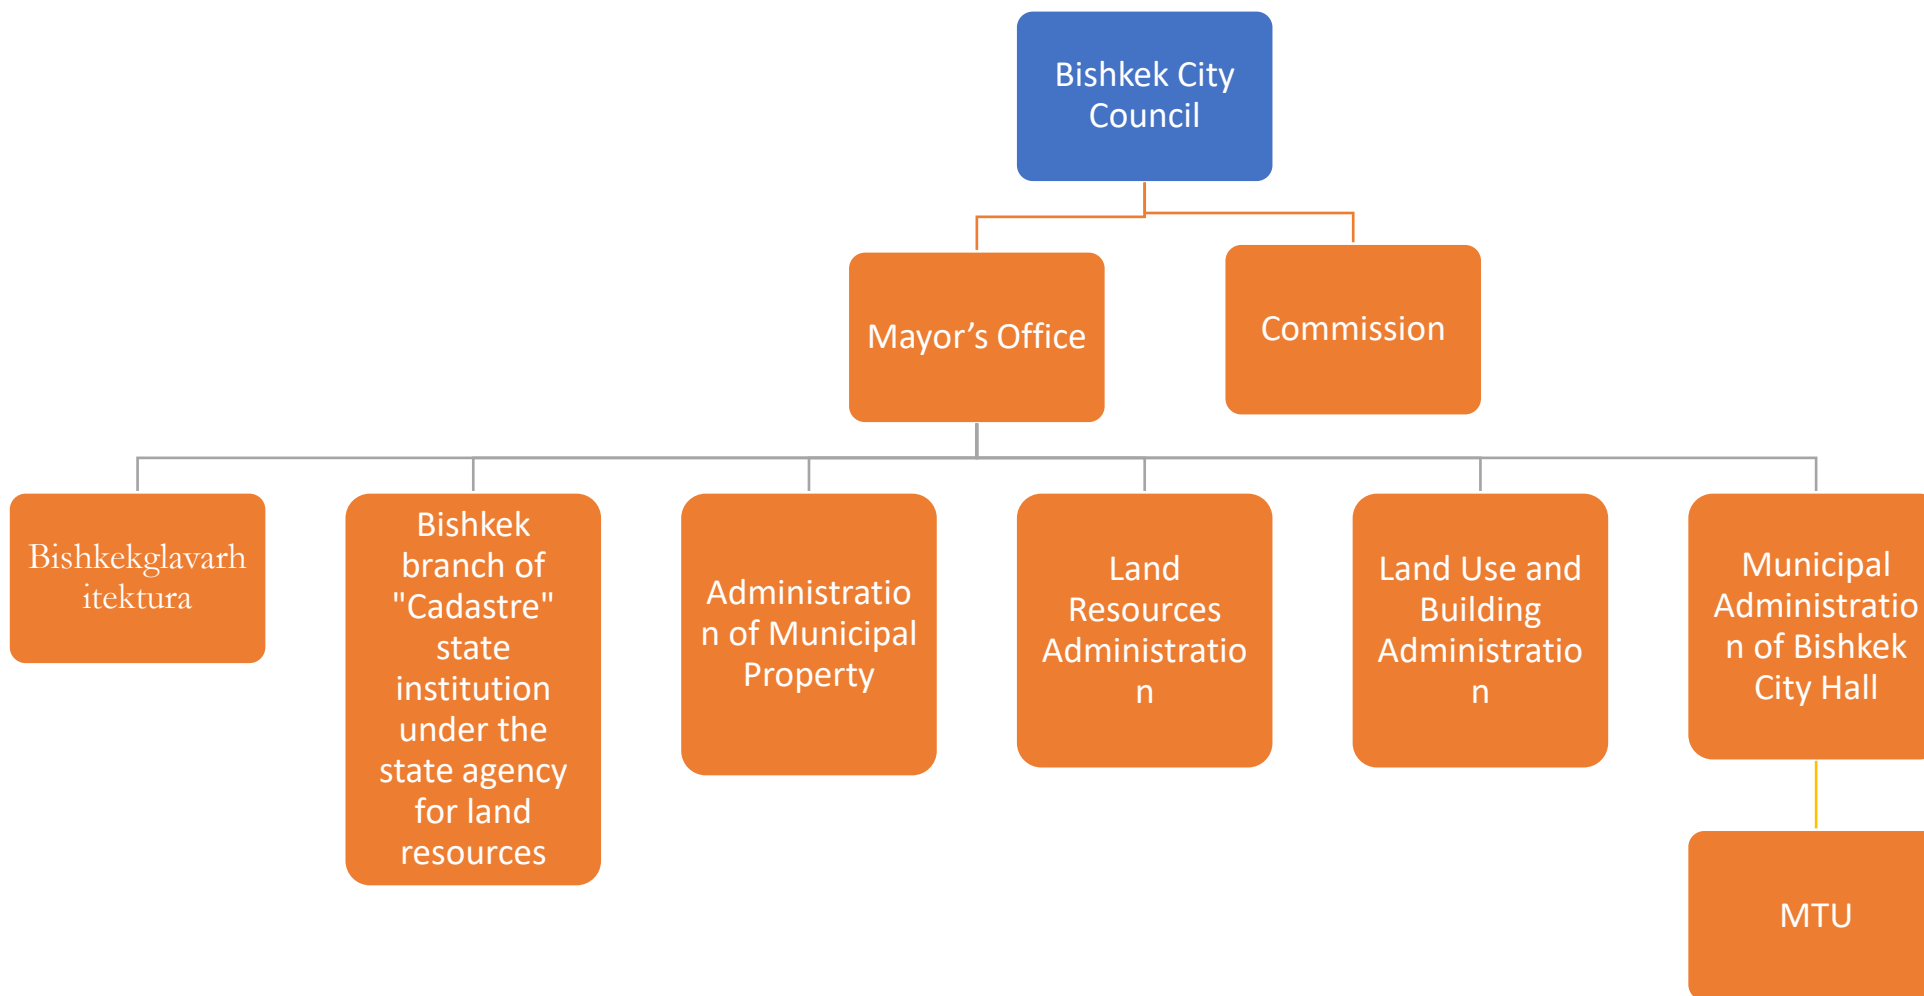 Bishkek City
Council
Mayor’s Office
Commission
Bishkekglavarh
itektura
Bishkek
branch of
"Cadastre"
state
institution
under the
state agency
for land
resources
Administratio
n of Municipal
Property
Land
Resources
Administratio
n
Land Use and
Building
Administratio
n
Municipal
Administratio
n of Bishkek
City Hall
MTU